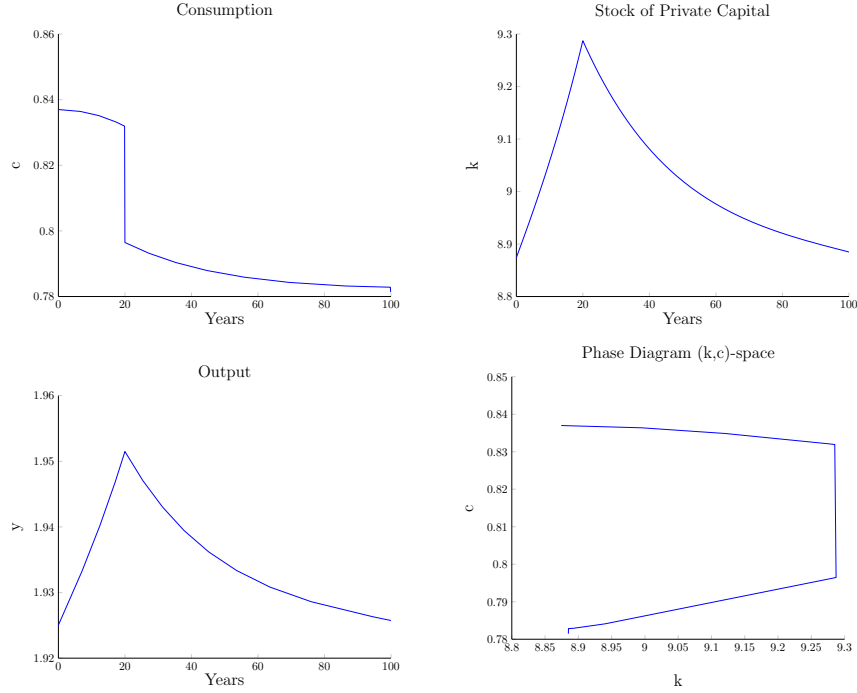 Consumption
0.86
0.84
0.82
0.8
0.78
c
0 20 40 60 80 100
Years
Stock of Private Capital
9.3
9.2
9.1
9
8.9
8.8
k
0 20 40 60 80 100
Years
Output
1.96
1.95
1.94
1.93
1.92
y
0 20 40 60 80 100
Years
Phase Diagram (k,c)-space
0.85
0.84
0.83
0.82
0.81
0.8
0.79
0.78
c
8.8 8.85 8.9 8.95 9 9.05 9.1 9.15 9.2 9.25 9.3
k